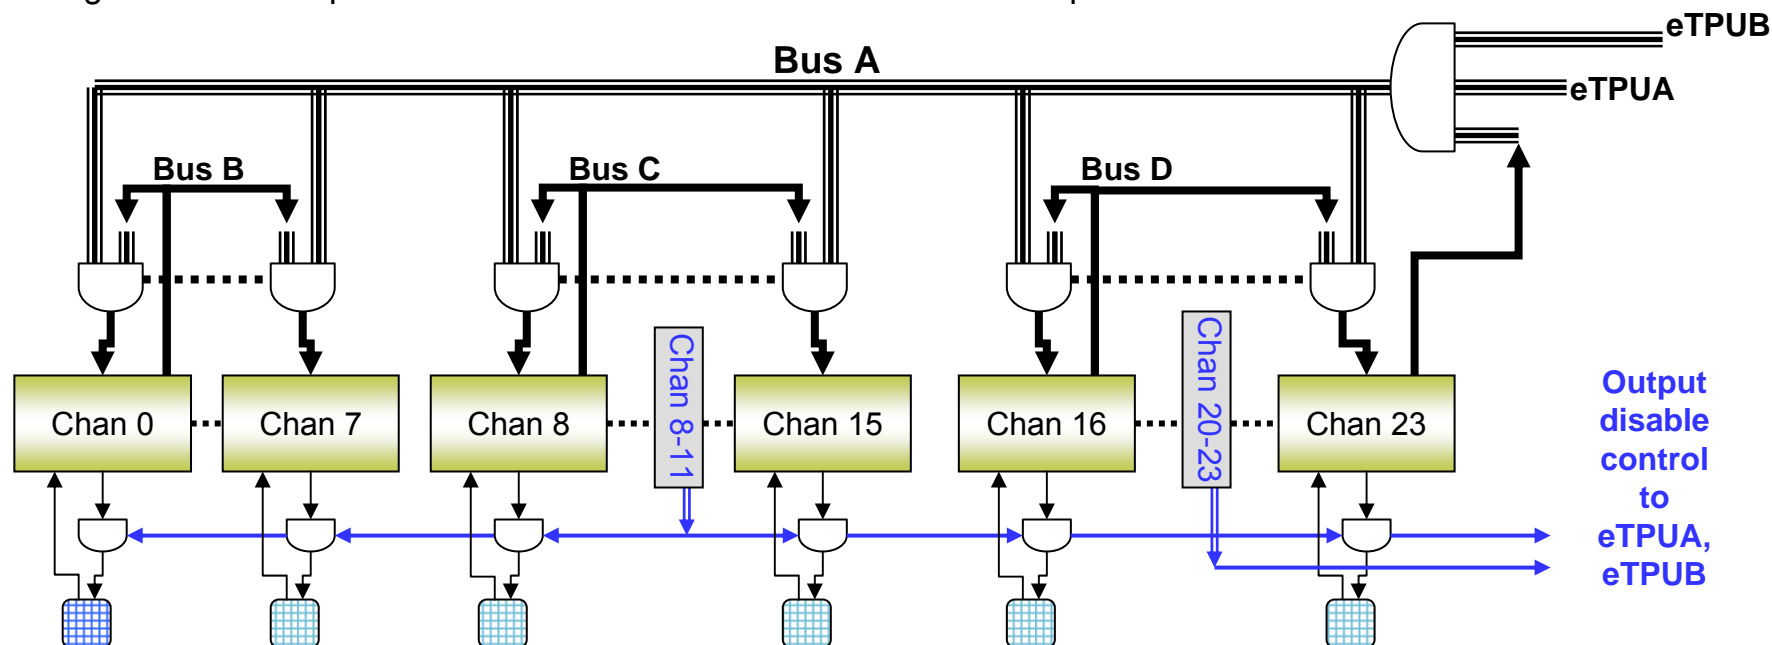 eTPUB
Bus A
eTPUA
Bus B
Bus C
Bus D
Chan 0
Chan 7
Chan 8
Chan 8-11
Chan 15
Chan 16
Chan 20-23
Chan 23
Output
disable
control
to
eTPUA,
eTPUB